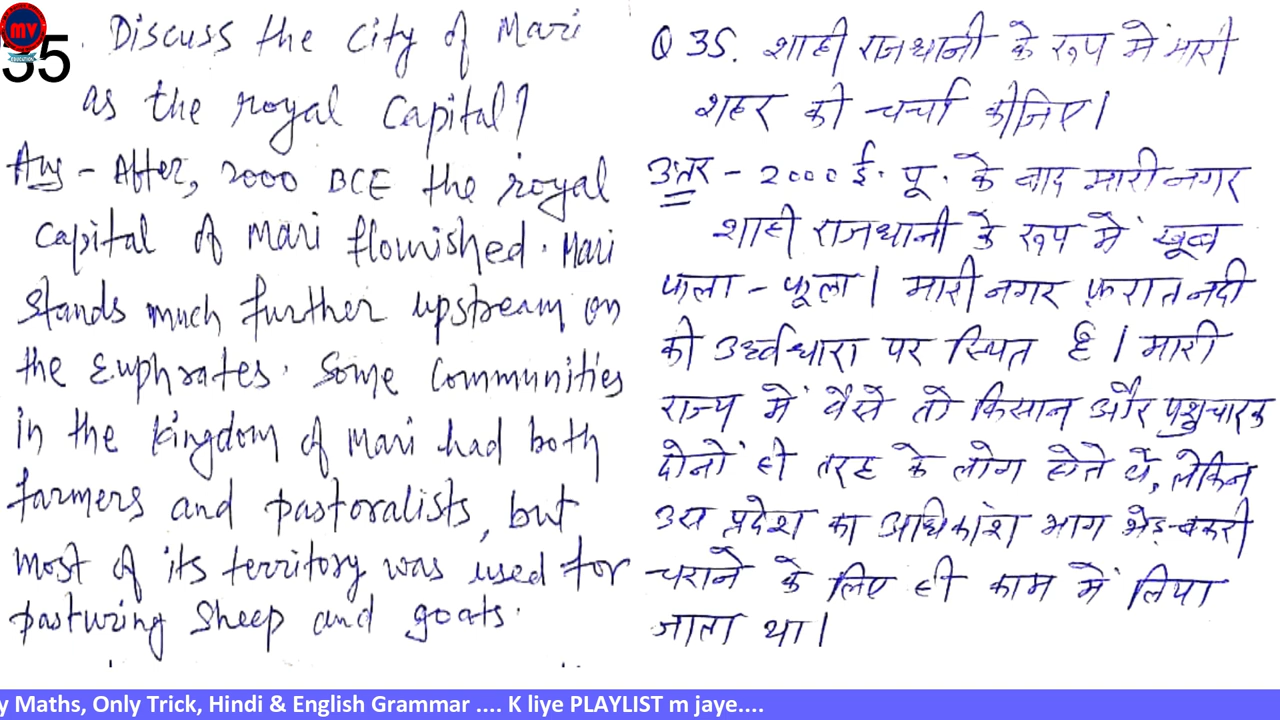 mv
EDUCATION
35
Discuss the City of Mari
as the royal Capital?
Ans - After, 2000 BCE the royal
Capital of Mari flourished. Mari
stands much further upstream on
the Euphrates. Some Communities
in the kingdom of Mari had both
farmers and pastoralists, but
most of its territory was used for
pasturing sheep and goats.
Q 35. शाही राजधानी के रूप में मारी
शहर की चर्चा कीजिए।
उत्तर - 2000 ई. पू. के बाद मारी नगर
शाही राजधानी के रूप में खूब
फला - फूला। मारी नगर फ़रात नदी
की उर्ध्वधारा पर स्थित है। मारी
राज्य में वैसे तो किसान और पशुचारक
दोनों ही तरह के लोग होते थे, लेकिन
उस प्रदेश का अधिकांश भाग भेड़-बकरी
चराने के लिए ही काम में लिया
जाता था।
y Maths, Only Trick, Hindi & English Grammar .... K liye PLAYLIST m jaye....